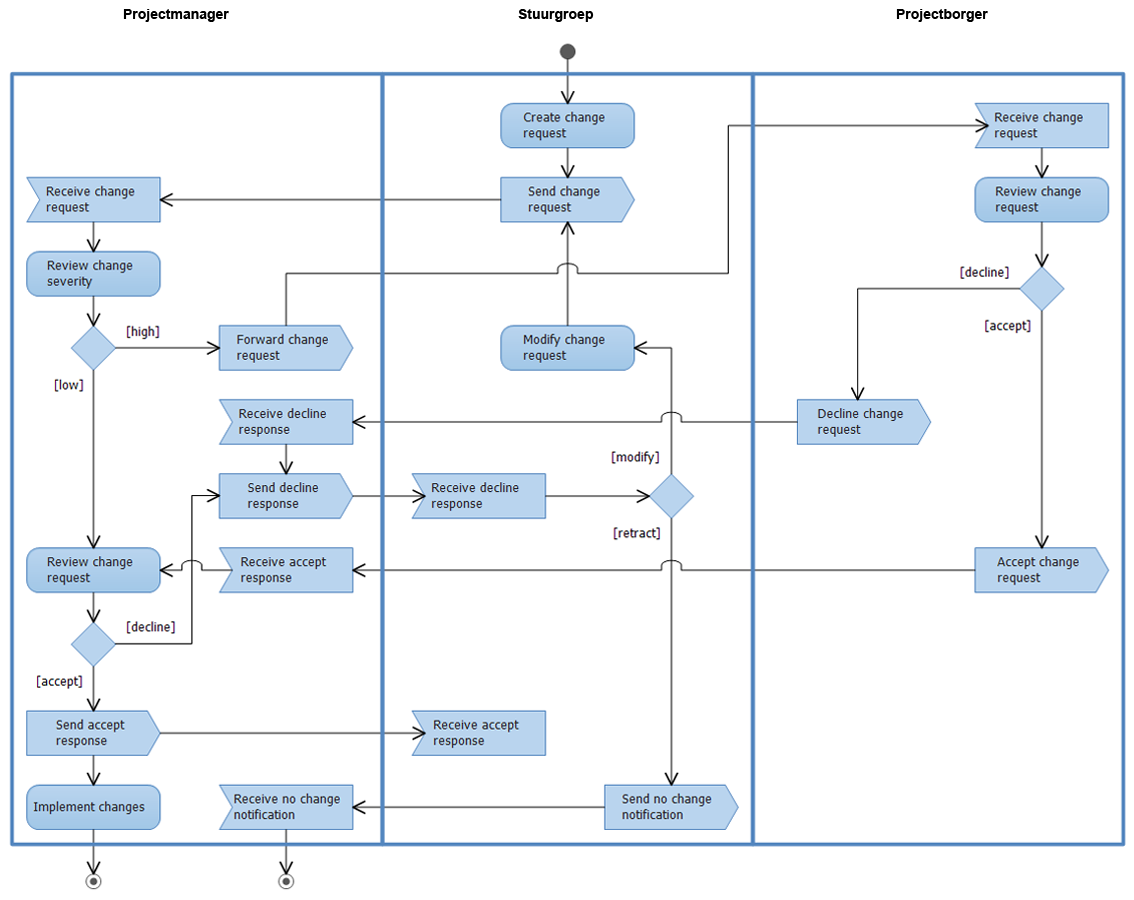 Projectmanager
Stuurgroep
Projectborger
Create change
request
Receive change
request
Receive change
request
Send change
request
Review change
request
Review change
severity
[decline]
[high]
[accept]
Forward change
request
Modify change
request
[low]
Receive decline
response
Decline change
request
[modify]
Send decline
response
Receive decline
response
[retract]
Review change
request
Receive accept
response
Accept change
request
[decline]
[accept]
Send accept
response
Receive accept
response
Implement changes
Receive no change
notification
Send no change
notification